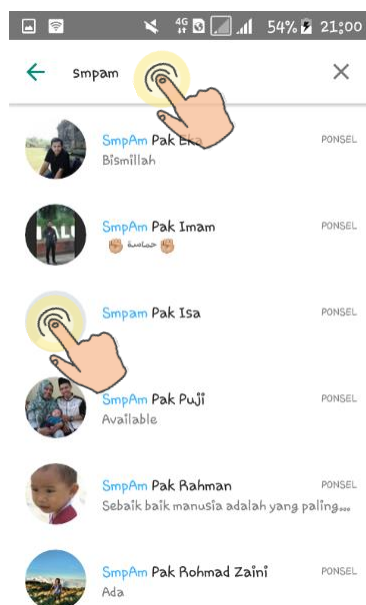 4G 54% 21:00
smpam
SmpAm Pak Eka PONSEL
Bismillah
SmpAm Pak Imam PONSEL
حماسة
Smpam Pak Isa PONSEL
SmpAm Pak Puji PONSEL
Available
SmpAm Pak Rahman PONSEL
Sebaik baik manusia adalah yang paling...
SmpAm Pak Rohmad Zaini PONSEL
Ada